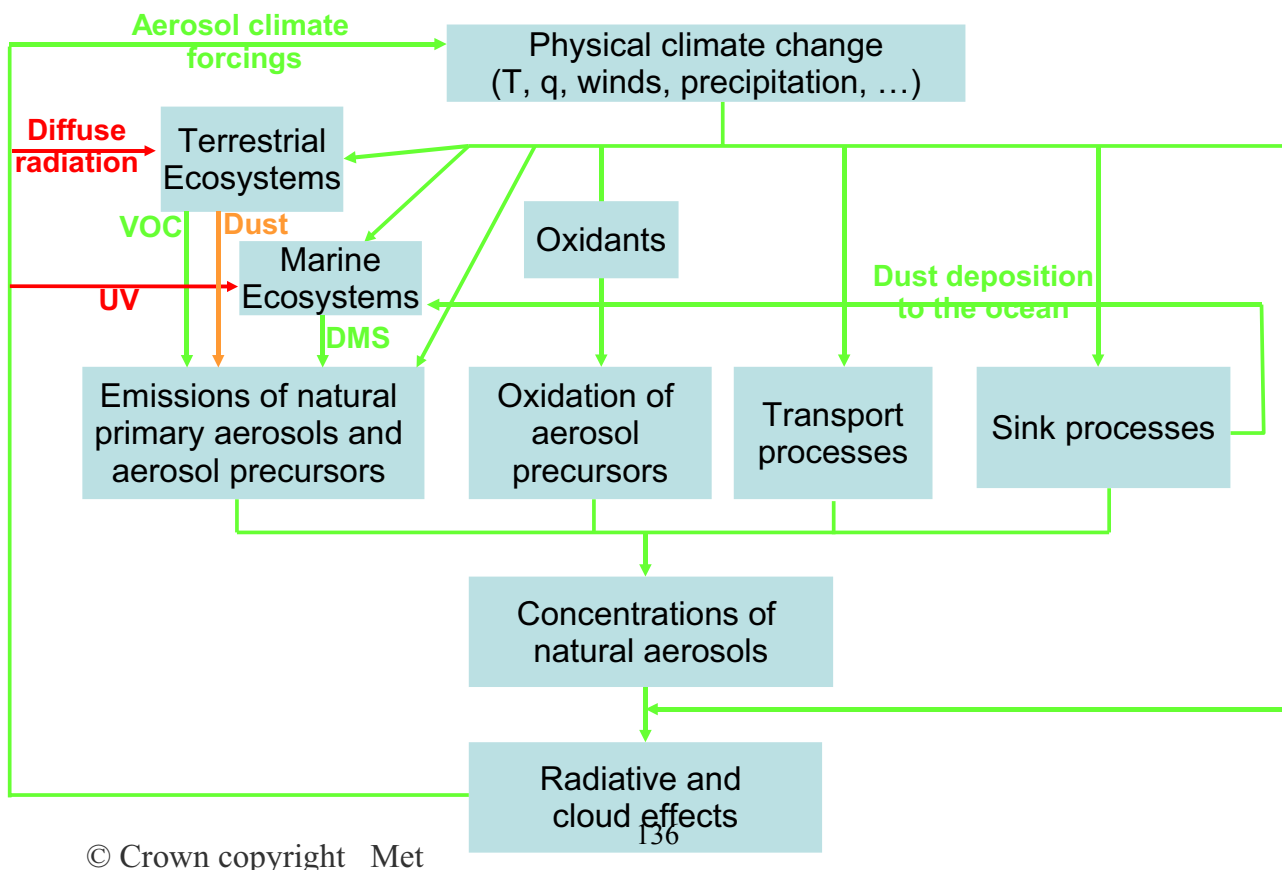 Aerosol climate
forcings
Physical climate change
(T, q, winds, precipitation, …)
Diffuse
radiation
Terrestrial
Ecosystems
VOC
Dust
Oxidants
Marine
Ecosystems
UV
Dust deposition
to the ocean
DMS
Emissions of natural
primary aerosols and
aerosol precursors
Oxidation of
aerosol
precursors
Transport
processes
Sink processes
Concentrations of
natural aerosols
Radiative and
cloud effects
136
© Crown copyright Met